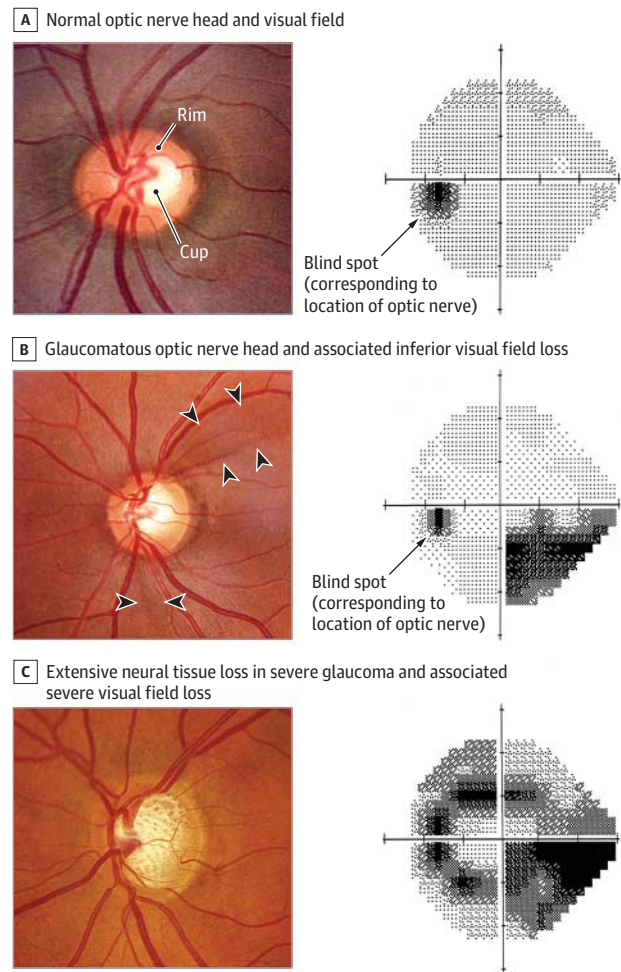 A Normal optic nerve head and visual field
Rim
Cup
Blind spot
(corresponding to
location of optic nerve)
B Glaucomatous optic nerve head and associated inferior visual field loss
Blind spot
(corresponding to
location of optic nerve)
C Extensive neural tissue loss in severe glaucoma and associated
severe visual field loss